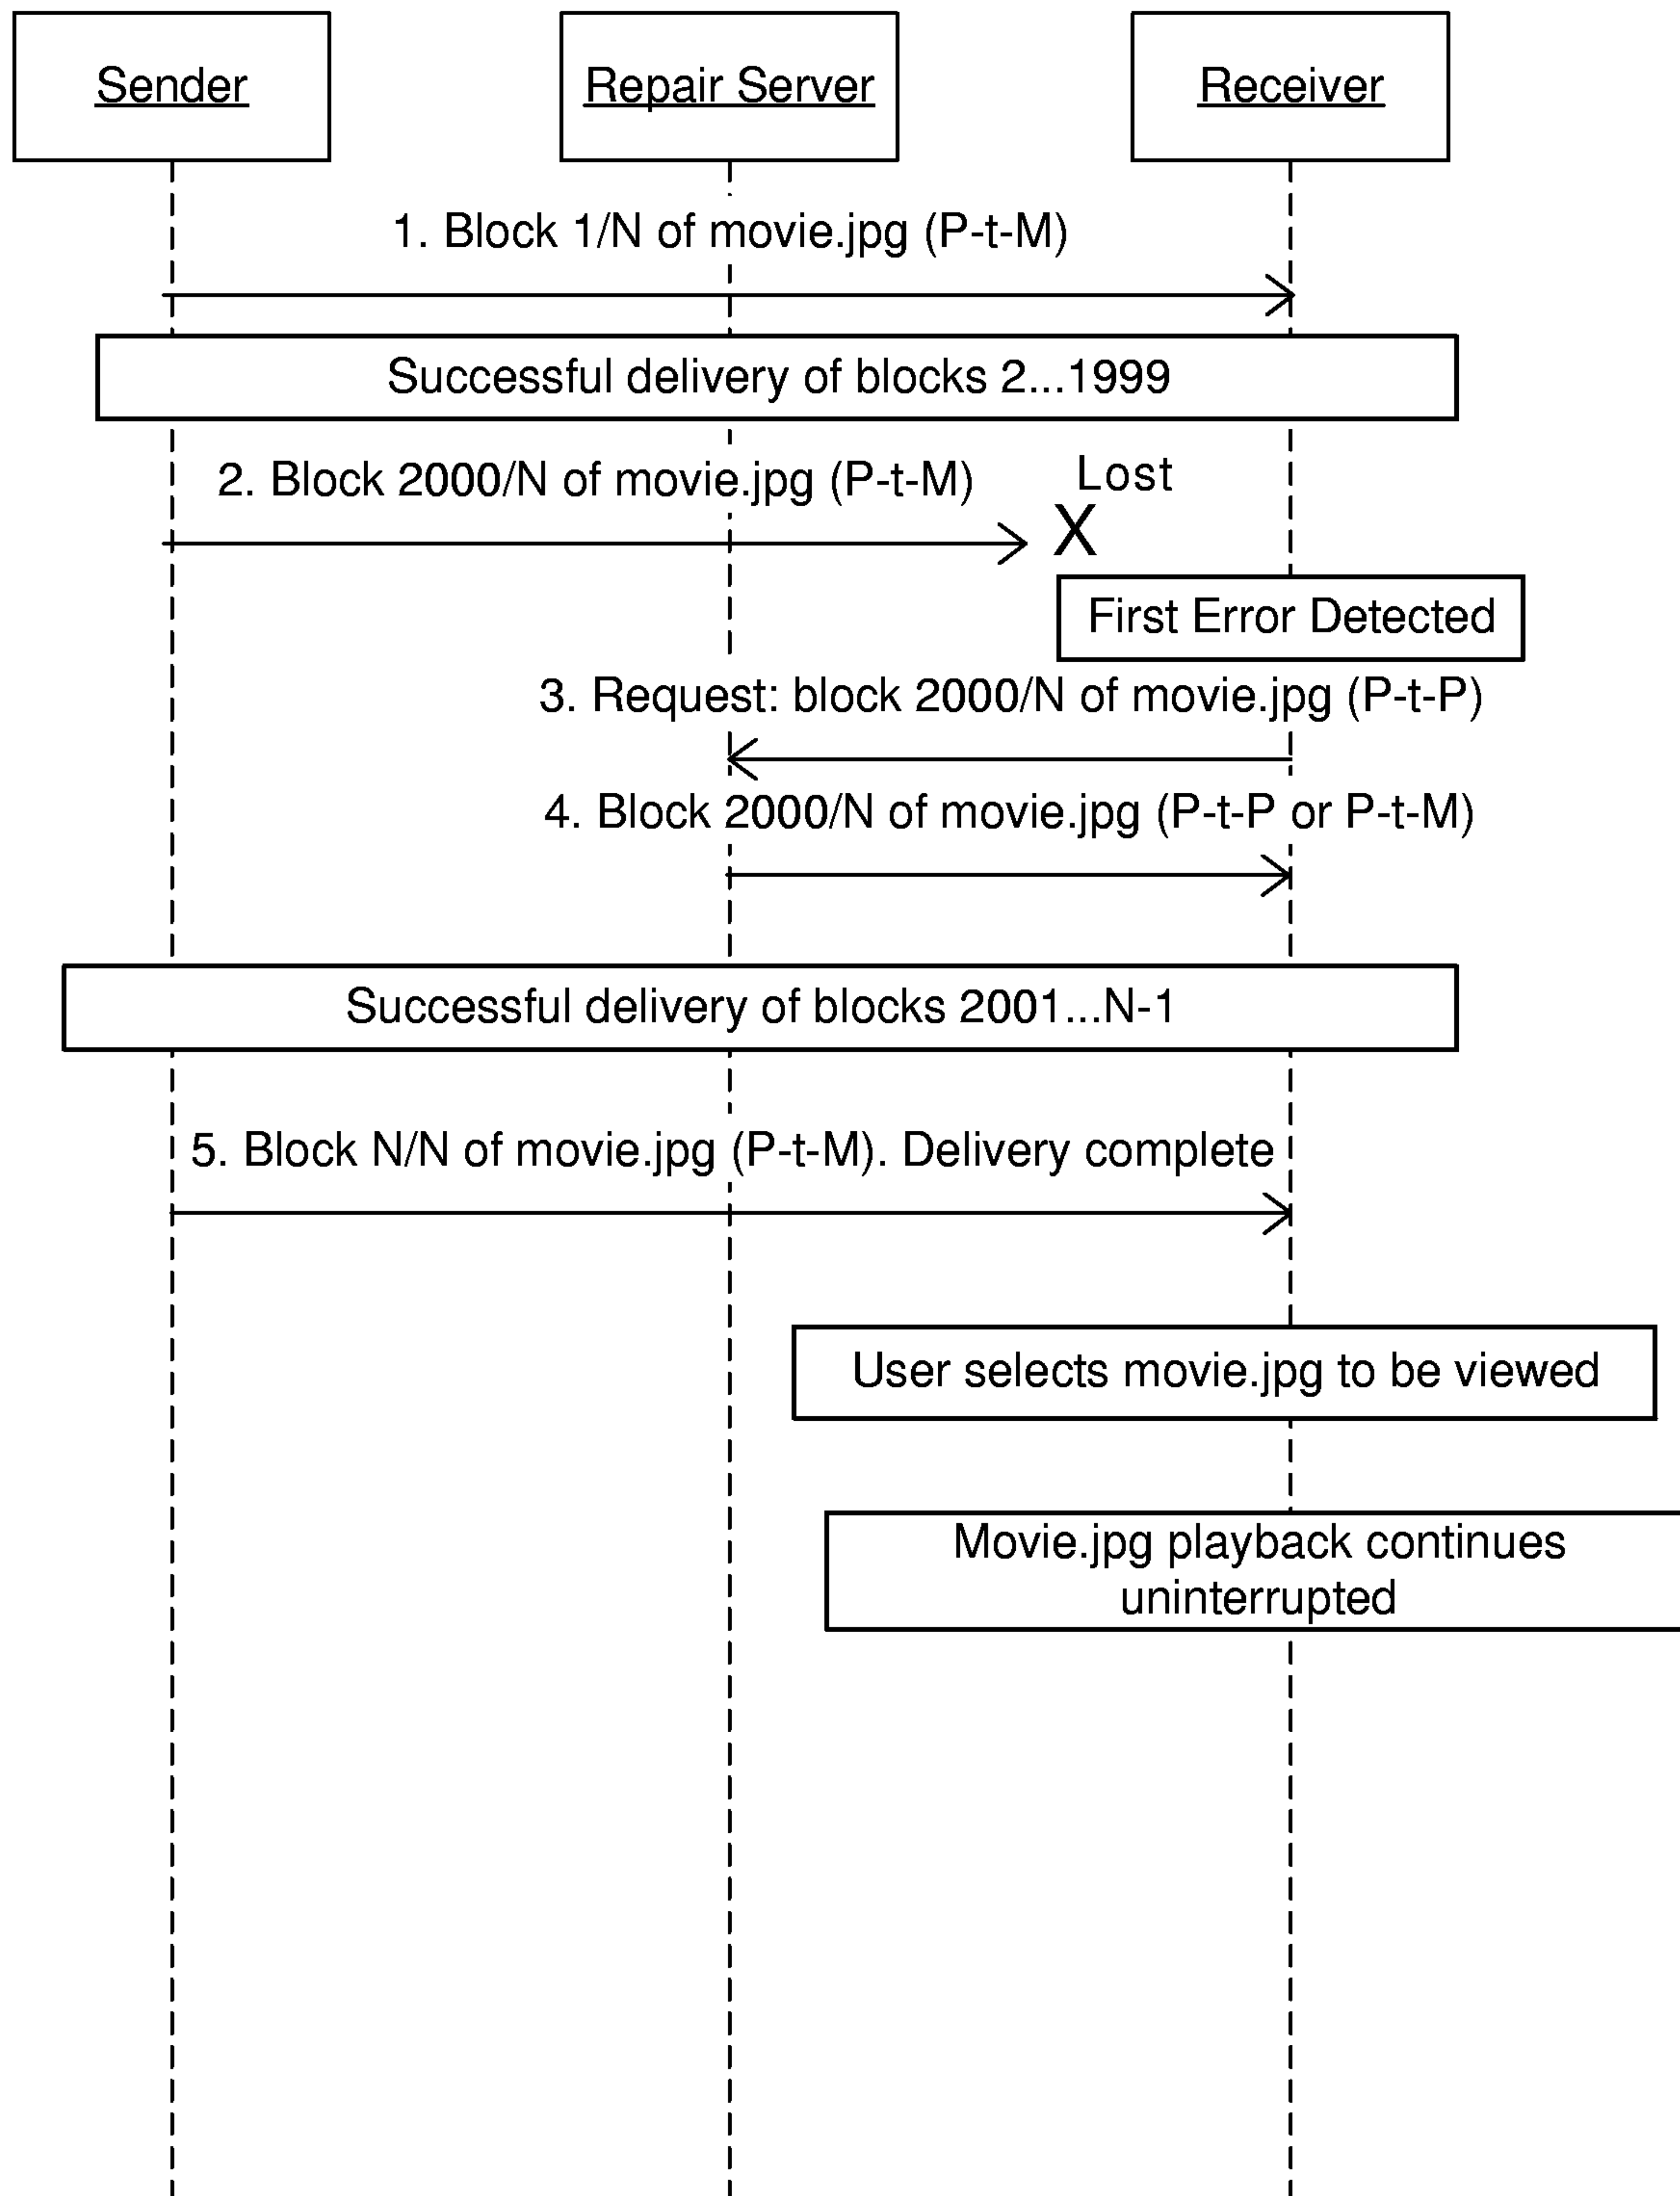 Sender
Repair Server
Receiver
1. Block 1/N of movie.jpg (P-t-M)
Successful delivery of blocks 2...1999
2. Block 2000/N of movie.jpg (P-t-M)
Lost
X
First Error Detected
3. Request: block 2000/N of movie.jpg (P-t-P)
4. Block 2000/N of movie.jpg (P-t-P or P-t-M)
Successful delivery of blocks 2001...N-1
5. Block N/N of movie.jpg (P-t-M). Delivery complete
User selects movie.jpg to be viewed
Movie.jpg playback continues
uninterrupted